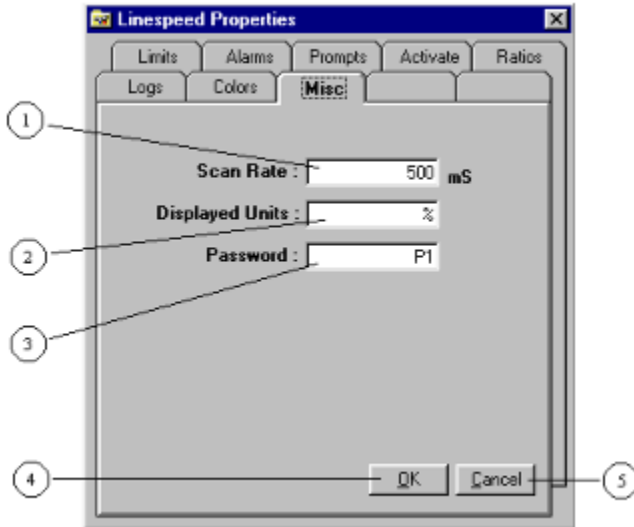 Linespeed Properties
Limits Alarms Prompts Activate Ratios
Logs Colors Misc
1
Scan Rate : 500 mS
Displayed Units : %
2
Password : P1
3
4 OK Cancel 5